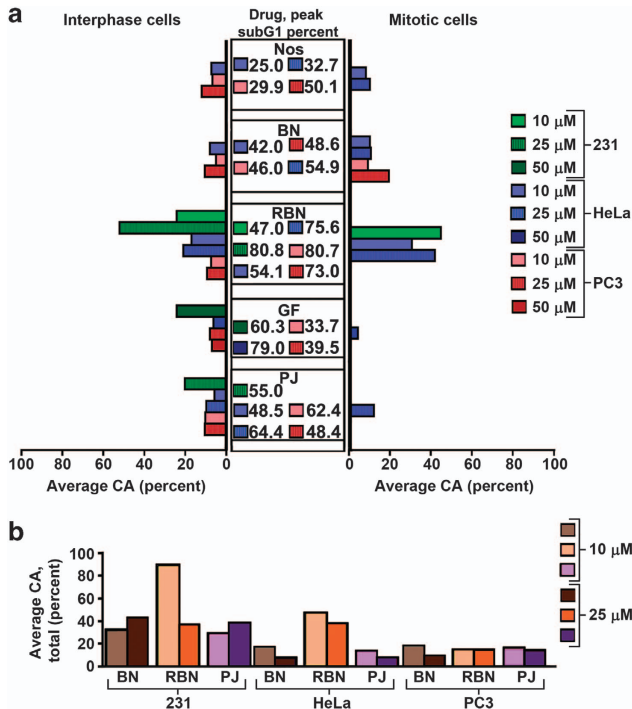 a
Interphase cells
Drug, peak
subG1 percent
Mitotic cells
Nos
25.0 32.7
29.9 50.1
BN
42.0 48.6
46.0 54.9
RBN
47.0 75.6
80.8 80.7
54.1 73.0
GF
60.3 33.7
79.0 39.5
PJ
55.0
48.5 62.4
64.4 48.4
10 µM
25 µM
50 µM
231
10 µM
25 µM
50 µM
HeLa
10 µM
25 µM
50 µM
PC3
100 80 60 40 20 0
0 20 40 60 80 100
Average CA (percent)
Average CA (percent)
b
Average CA,
total (percent)
100
80
60
40
20
0
BN RBN PJ BN RBN PJ BN RBN PJ
231 HeLa PC3
10 µM
25 µM